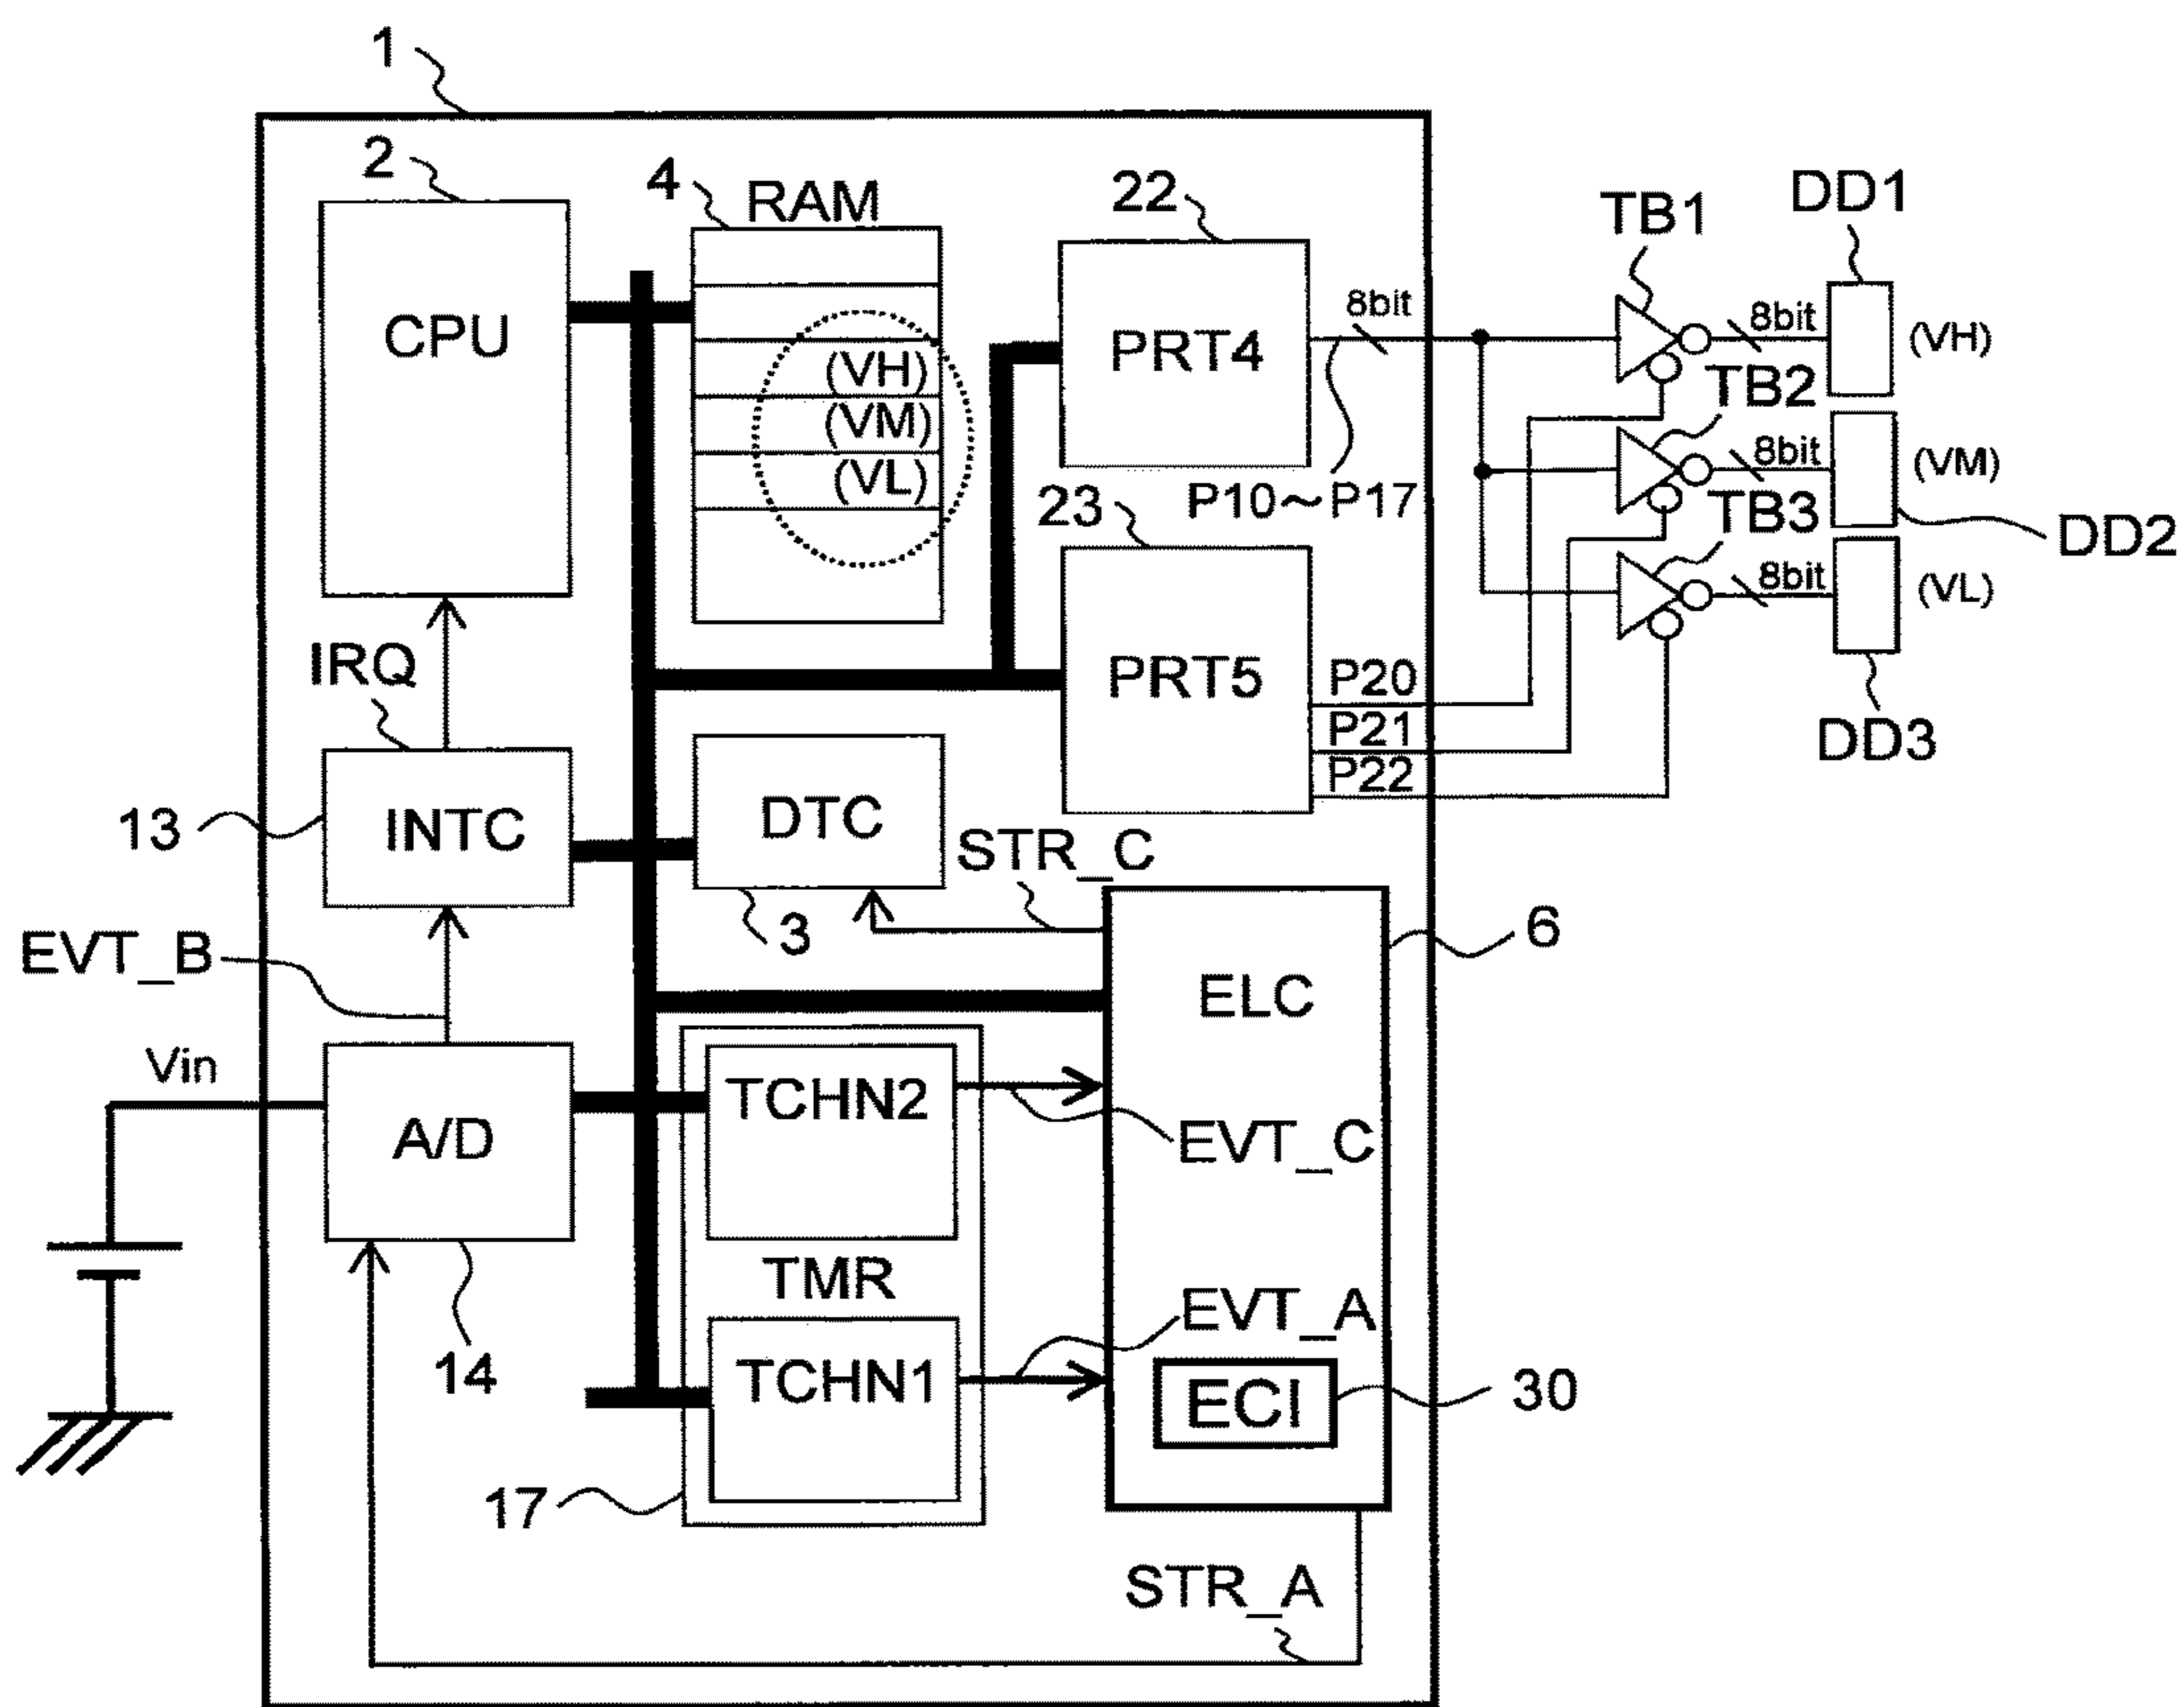 1
2
4
RAM
22
TB1
DD1
CPU
PRT4
8bit
8bit
(VH)
(VH)
TB2
(VM)
8bit
(VM)
(VL)
P10～P17
TB3
DD2
23
8bit
(VL)
IRQ
PRT5
P20
P21
P22
DD3
13
INTC
DTC
STR_C
EVT_B
3
6
ELC
Vin
A/D
TCHN2
EVT_C
TMR
EVT_A
14
TCHN1
ECI
30
17
STR_A